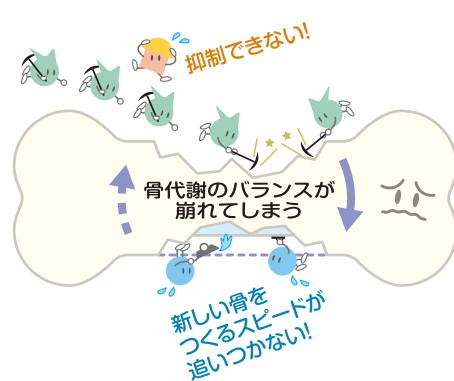 抑制できない!
骨代謝のバランスが
崩れてしまう
新しい骨を
つくるスピードが
追いつかない!